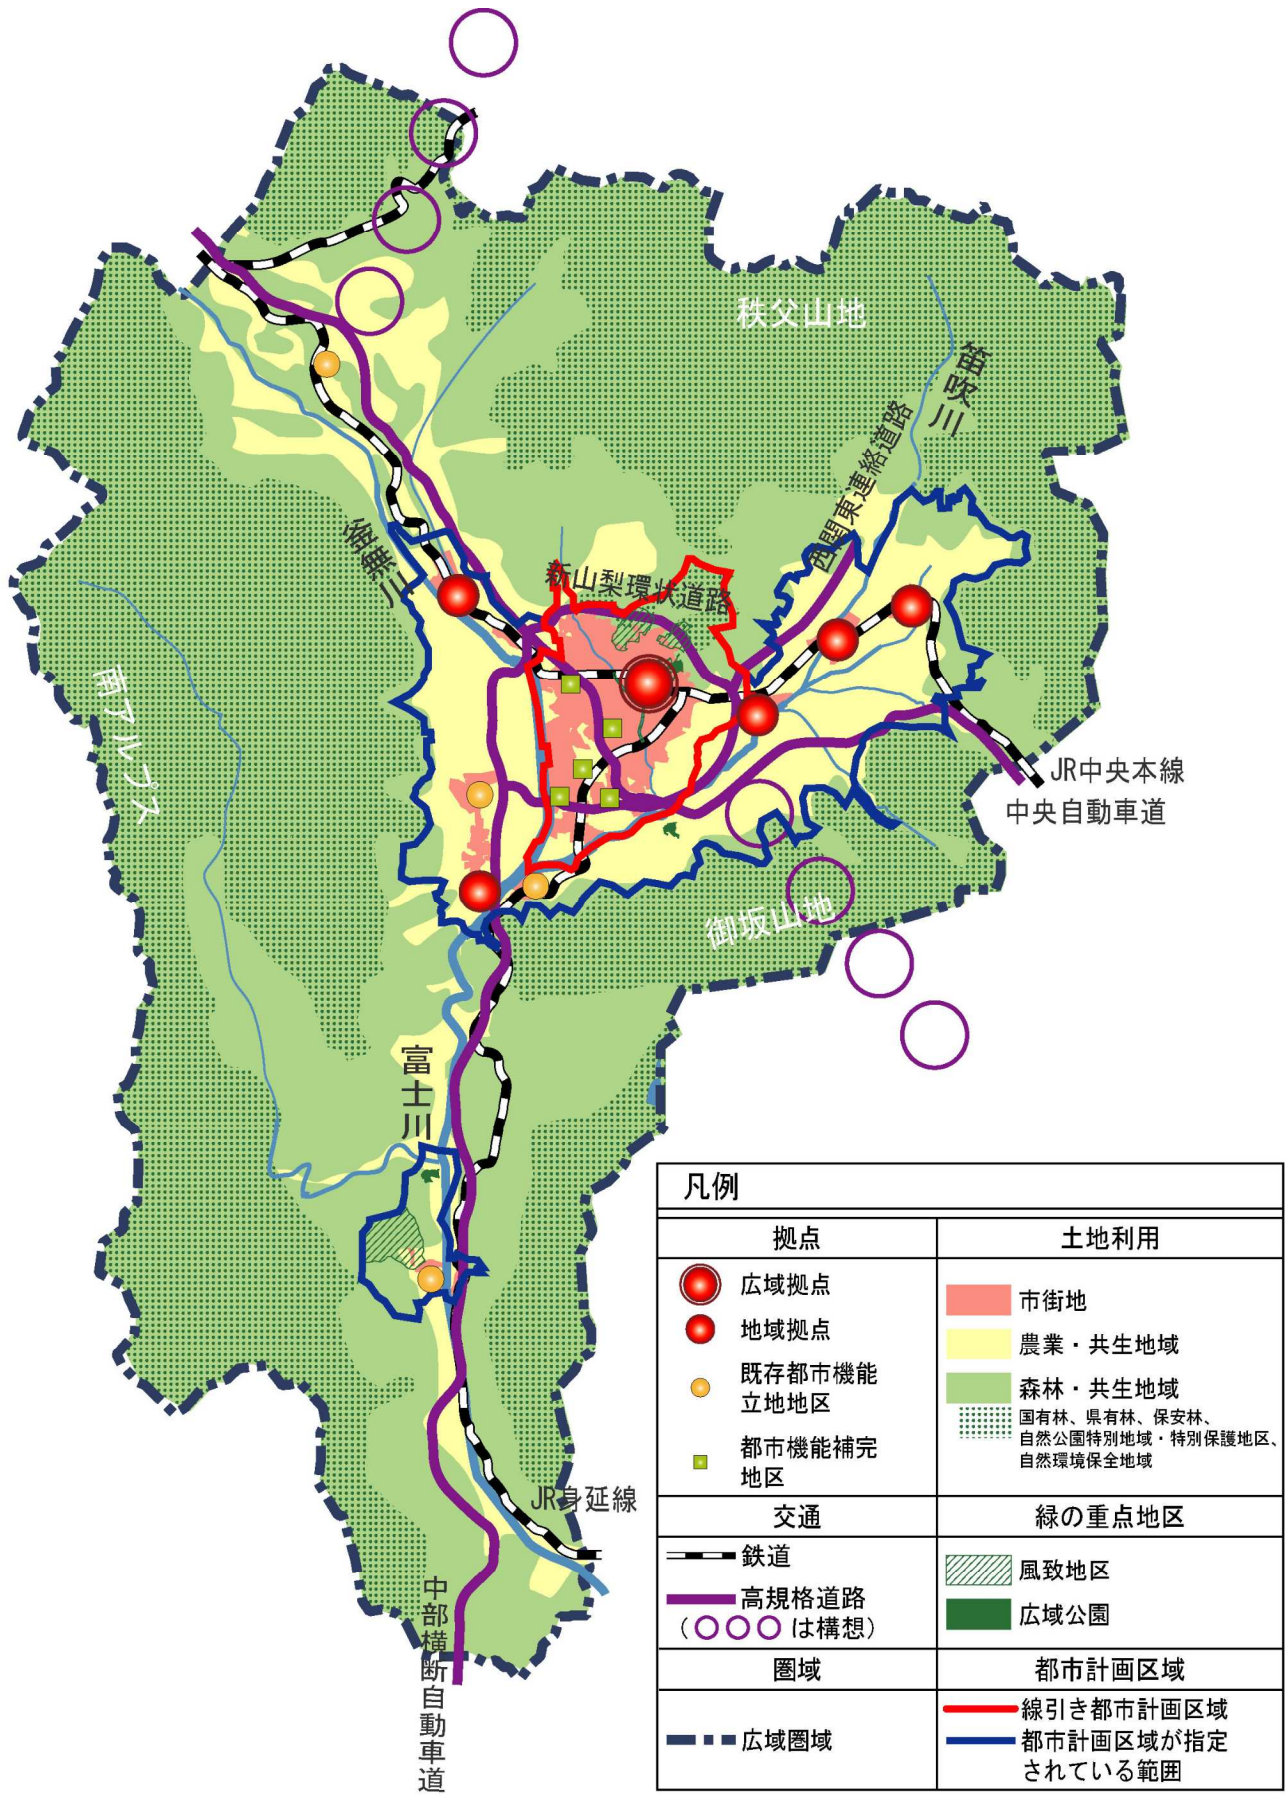 秩父山地
笛吹川
西関東連絡道路
釜無川
新山梨環状道路
南アルプス
JR中央本線
中央自動車道
御坂山地
富士川
JR身延線
中部横断自動車道
凡例
拠点
広域拠点
地域拠点
既存都市機能
立地地区
都市機能補完
地区
土地利用
市街地
農業・共生地域
森林・共生地域
国有林、県有林、保安林、
自然公園特別地域・特別保護地区、
自然環境保全地域
交通
鉄道
高規格道路
(○○○は構想)
緑の重点地区
風致地区
広域公園
圏域
広域圏域
都市計画区域
線引き都市計画区域
都市計画区域が指定
されている範囲